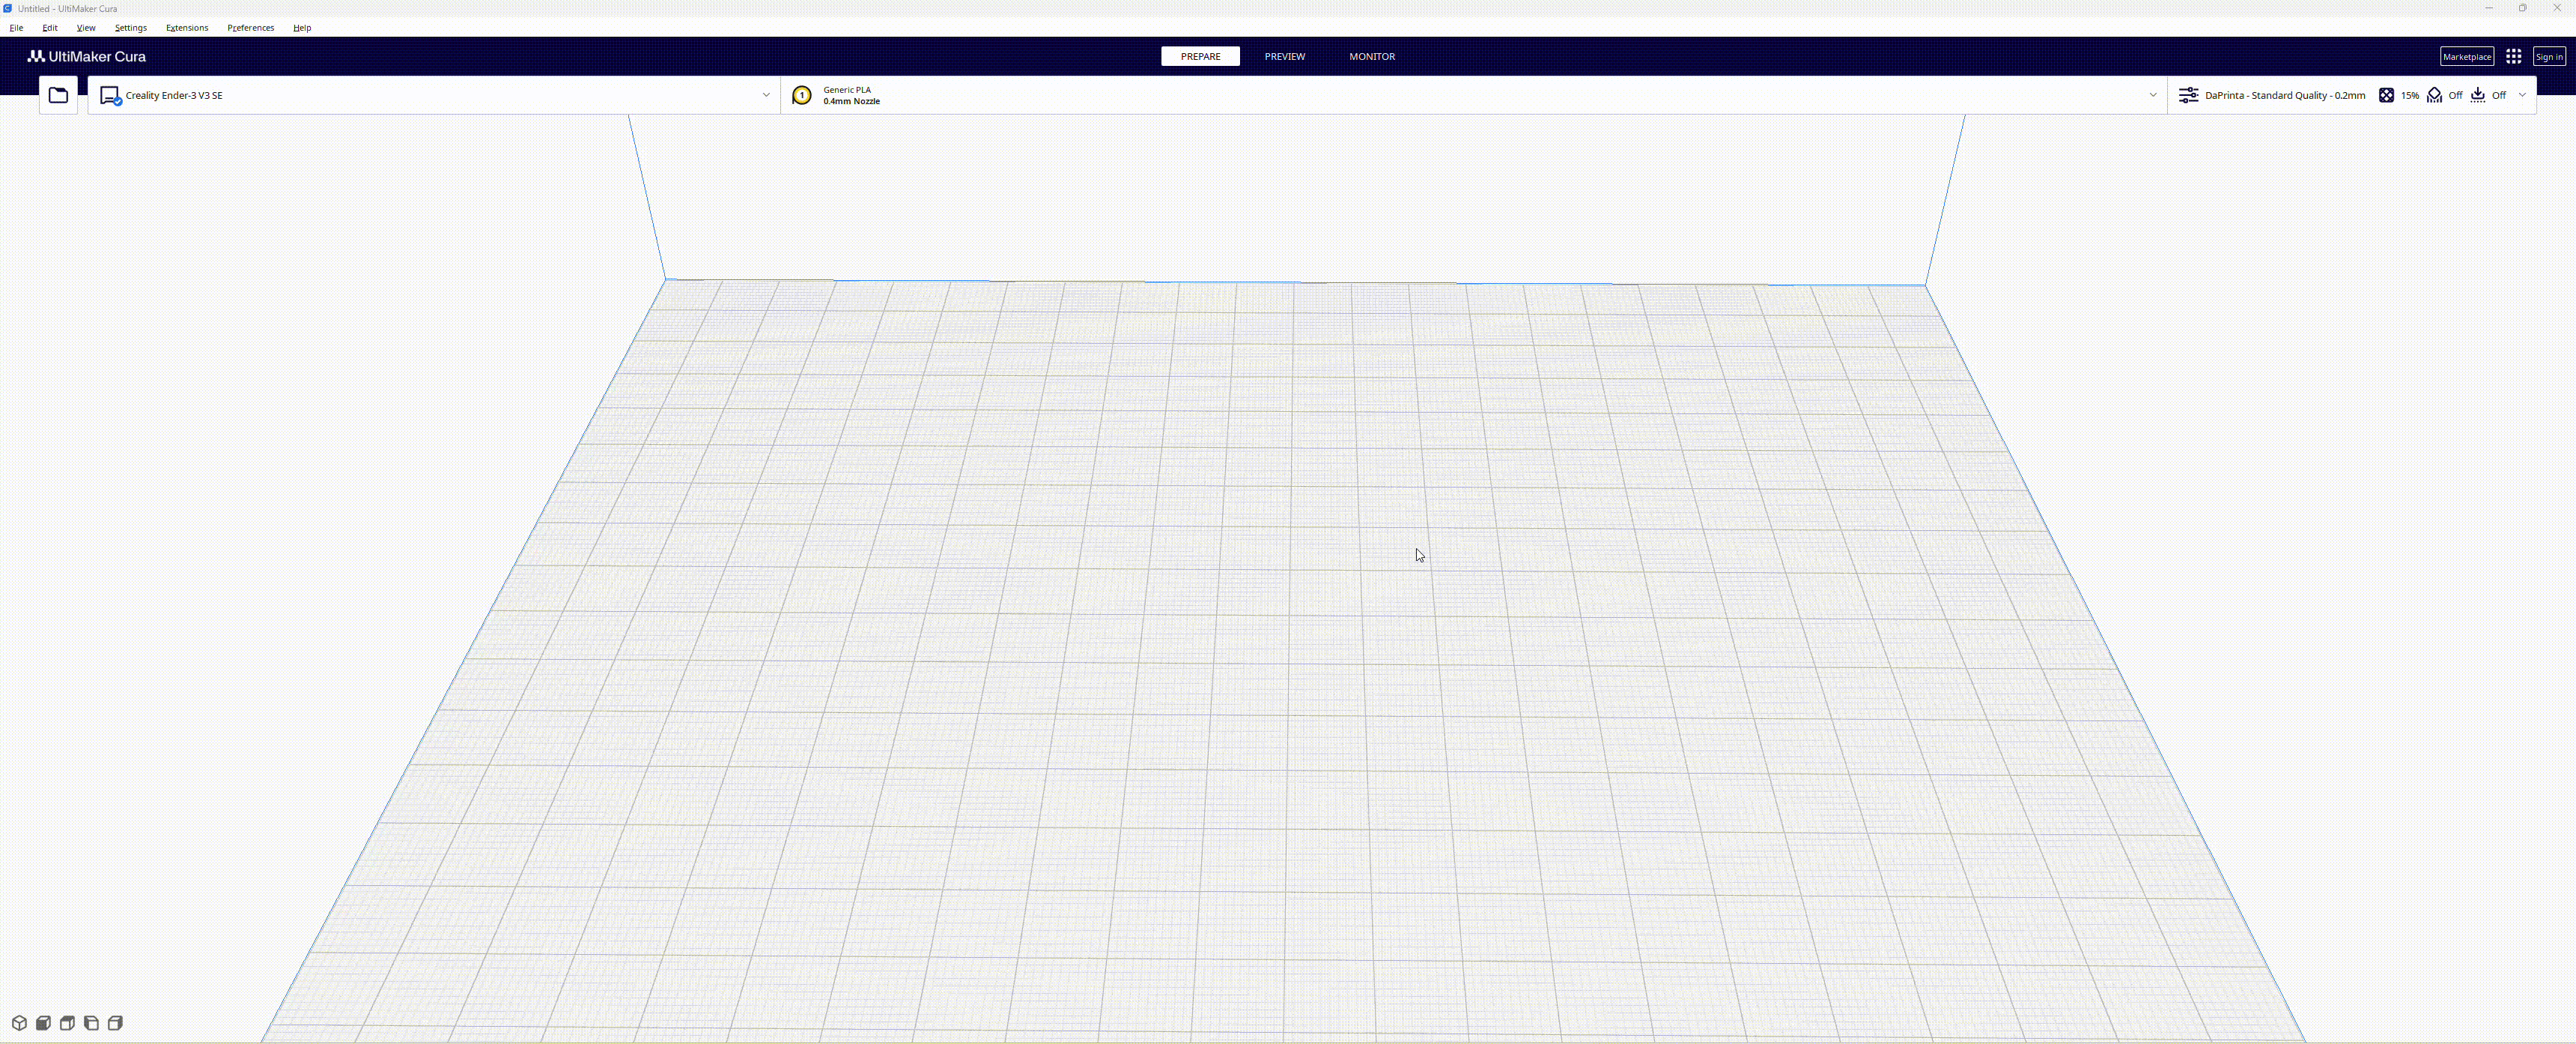 Untitled - UltiMaker Cura
File Edit View Settings Extensions Preferences Help
UltiMaker Cura PREPARE PREVIEW MONITOR Marketplace Sign in
Creality Ender-3 V3 SE
1
Generic PLA
0.4mm Nozzle
DaPrinta - Standard Quality - 0.2mm 15% Off Off